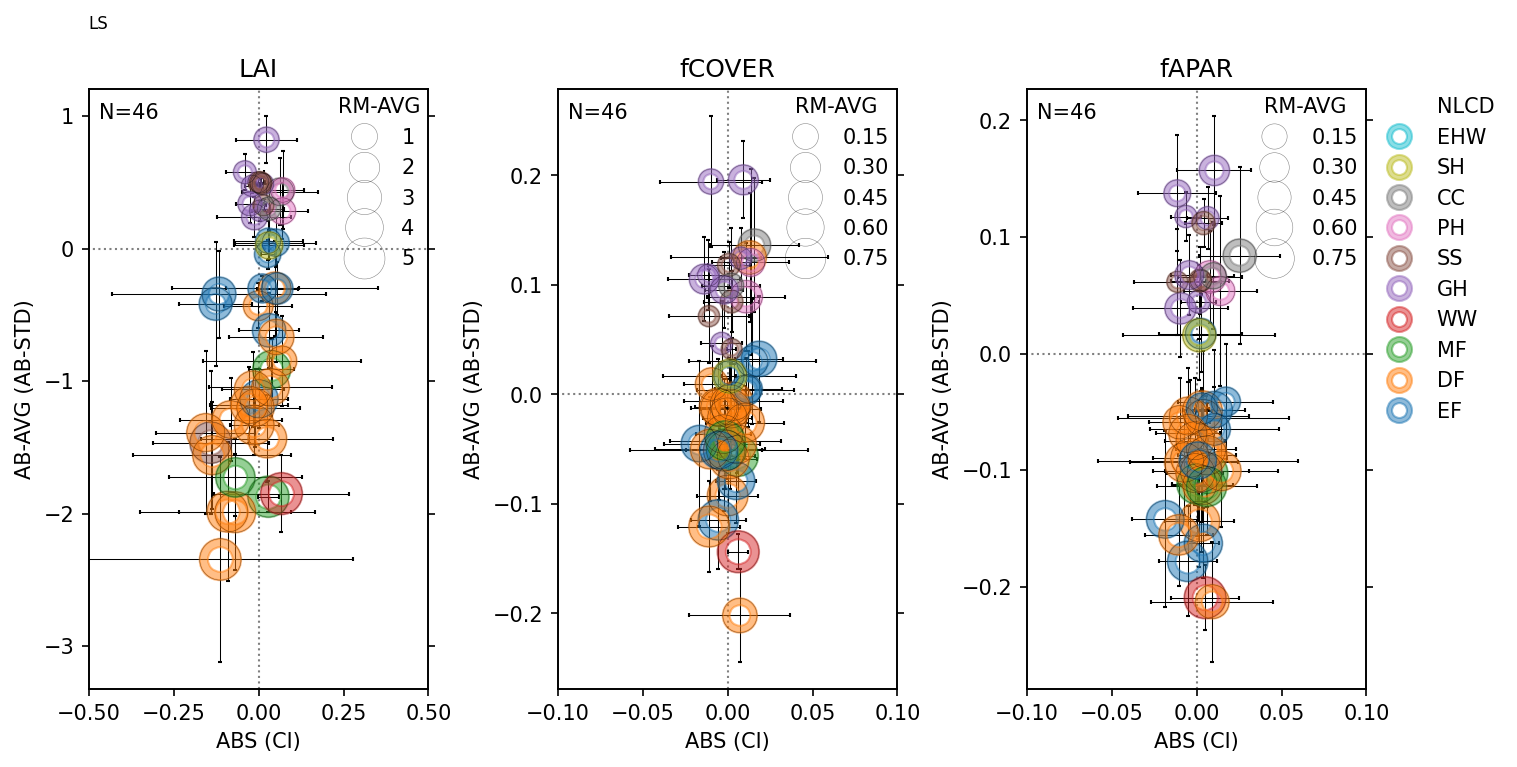 LS
LAI
N=46
RM-AVG
1
2
3
4
5
1
0
−1
−2
−3
AB-AVG (AB-STD)
−0.50 −0.25 0.00 0.25 0.50
ABS (CI)
fCOVER
N=46
RM-AVG
0.15
0.30
0.45
0.60
0.75
0.2
0.1
0.0
−0.1
−0.2
AB-AVG (AB-STD)
−0.10 −0.05 0.00 0.05 0.10
ABS (CI)
fAPAR
N=46
RM-AVG
0.15
0.30
0.45
0.60
0.75
0.2
0.1
0.0
−0.1
−0.2
AB-AVG (AB-STD)
−0.10 −0.05 0.00 0.05 0.10
ABS (CI)
NLCD
EHW
SH
CC
PH
SS
GH
WW
MF
DF
EF